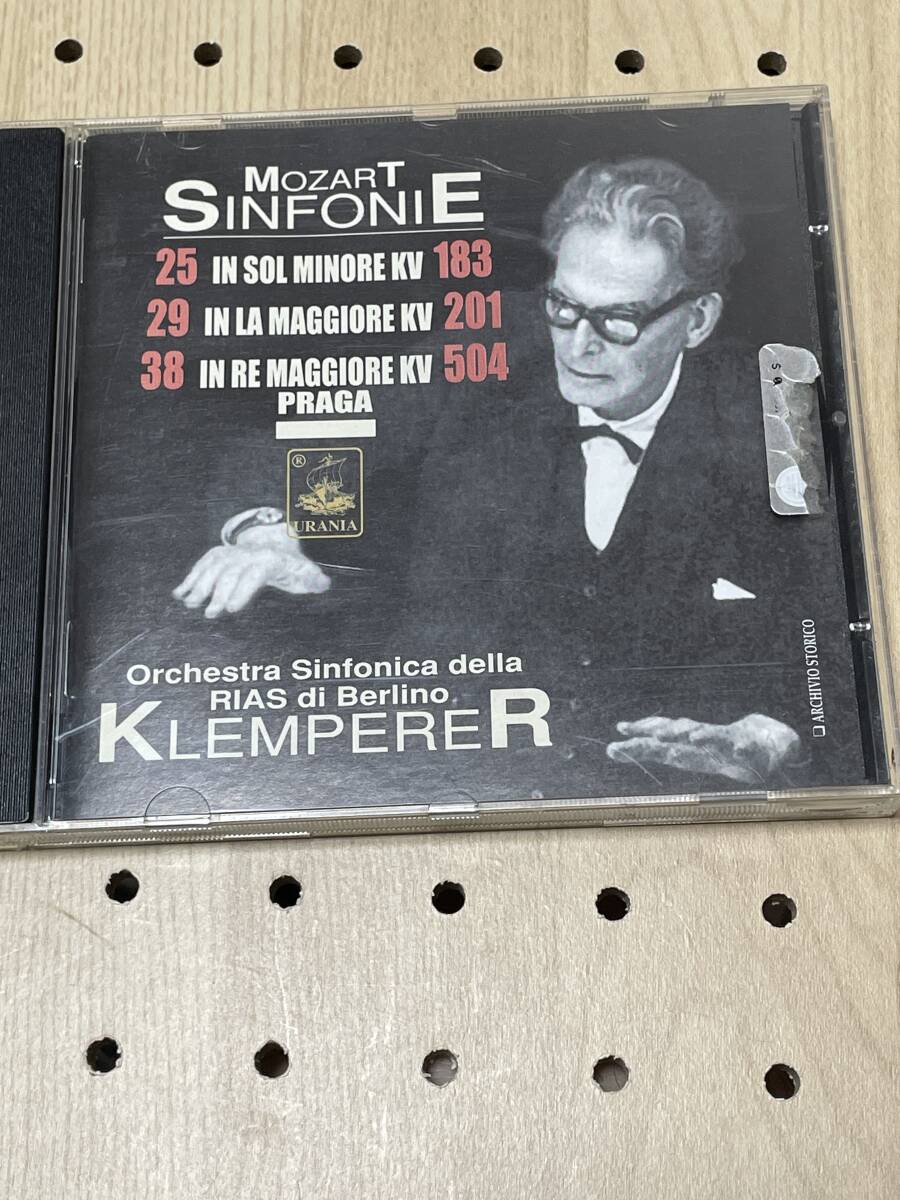 MOZART
SINFONIE
25 IN SOL MINORE KV 183
29 IN LA MAGGIORE KV 201
38 IN RE MAGGIORE KV 504
PRAGA
®
URANIA
Orchestra Sinfonica della
RIAS di Berlino
KLEMPERER
ARCHIVIO STORICO